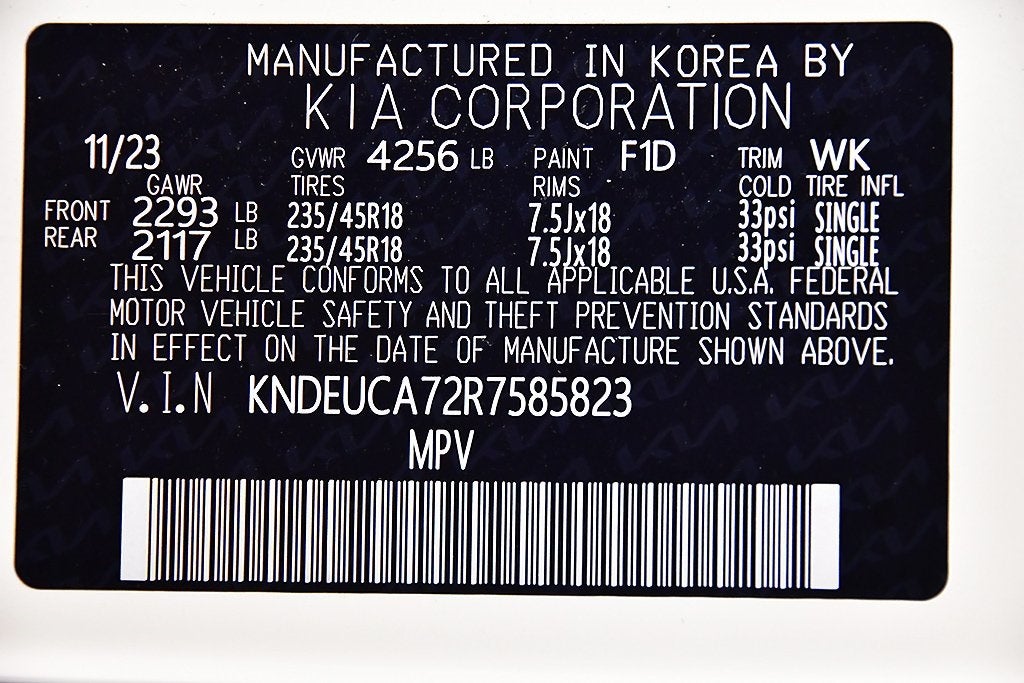 MANUFACTURED IN KOREA BY
KIA CORPORATION
11/23 GVWR 4256 LB PAINT F1D TRIM WK
GAWR TIRES RIMS COLD TIRE INFL
FRONT 2293 LB 235/45R18 7.5Jx18 33psi SINGLE
REAR 2117 LB 235/45R18 7.5Jx18 33psi SINGLE
THIS VEHICLE CONFORMS TO ALL APPLICABLE U.S.A. FEDERAL
MOTOR VEHICLE SAFETY AND THEFT PREVENTION STANDARDS
IN EFFECT ON THE DATE OF MANUFACTURE SHOWN ABOVE.
V.I.N KNDEUCA72R7585823
MPV